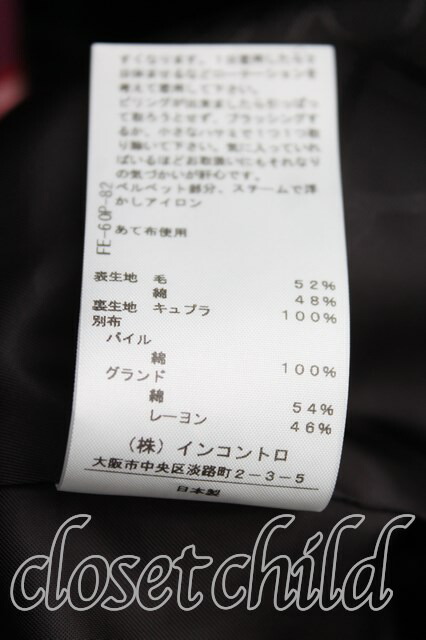 すくなります。1日着用したら2
日休ませるなどローテーションを
考えて着用して下さい。
ピリングが出来ましたら引っぱっ
て取ろうとせず、ブラッシングす
るか、小さなハサミで1つ1つ取
り除いて下さい。気に入っていれ
ばいるほどお取扱いにもそれなり
の気づかいが肝心です。
ベルベット部分、スチームで浮
かしアイロン
あて布使用
FE-60P-82
表生地 毛 52%
綿 48%
裏生地 キュプラ 100%
別布
パイル
綿 100%
グランド
綿 54%
レーヨン 46%
(株)インコントロ
大阪市中央区淡路町2-3-5
日本製
closet child